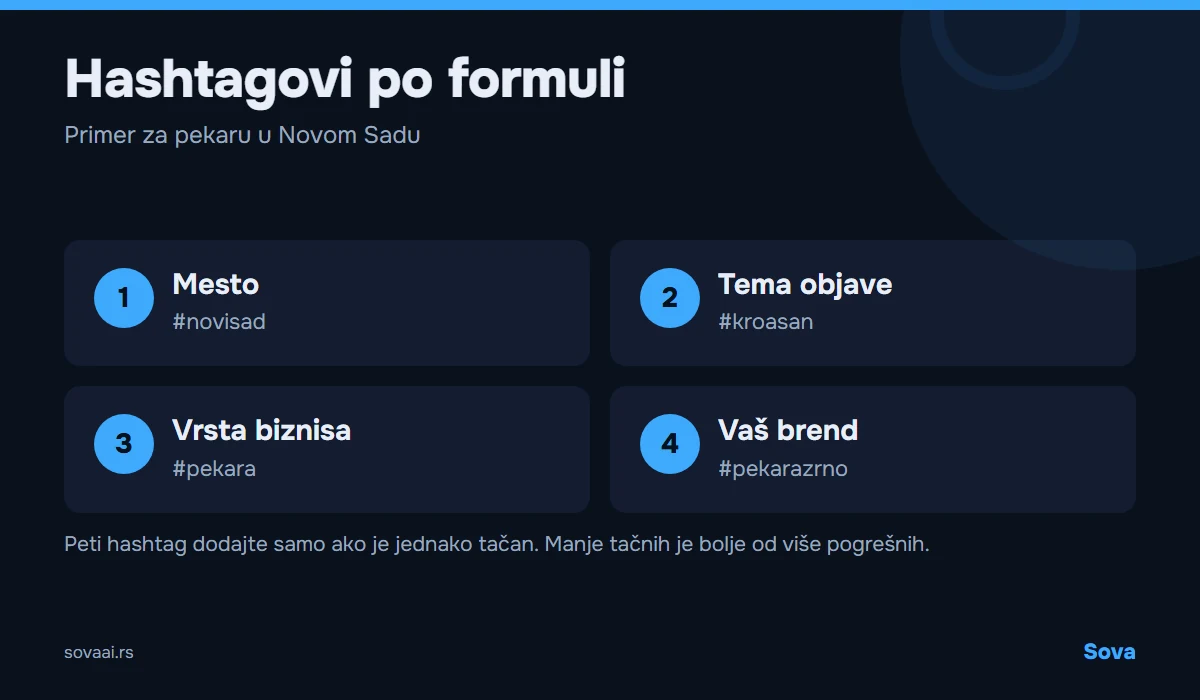 Hashtagovi po formuli
Primer za pekaru u Novom Sadu
1
Mesto
#novisad
2
Tema objave
#kroasan
3
Vrsta biznisa
#pekara
4
Vaš brend
#pekarazrno
Peti hashtag dodajte samo ako je jednako tačan. Manje tačnih je bolje od više pogrešnih.
sovaai.rs
Sova